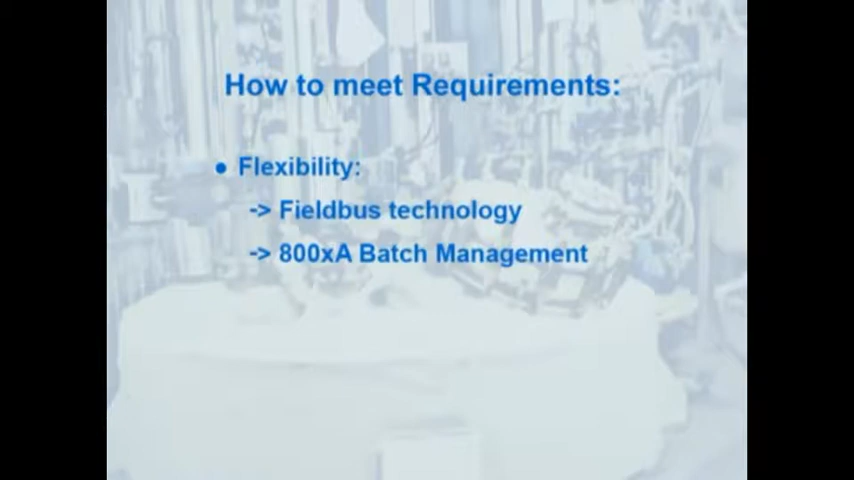 How to meet Requirements:
● Flexibility:
-> Fieldbus technology
-> 800xA Batch Management